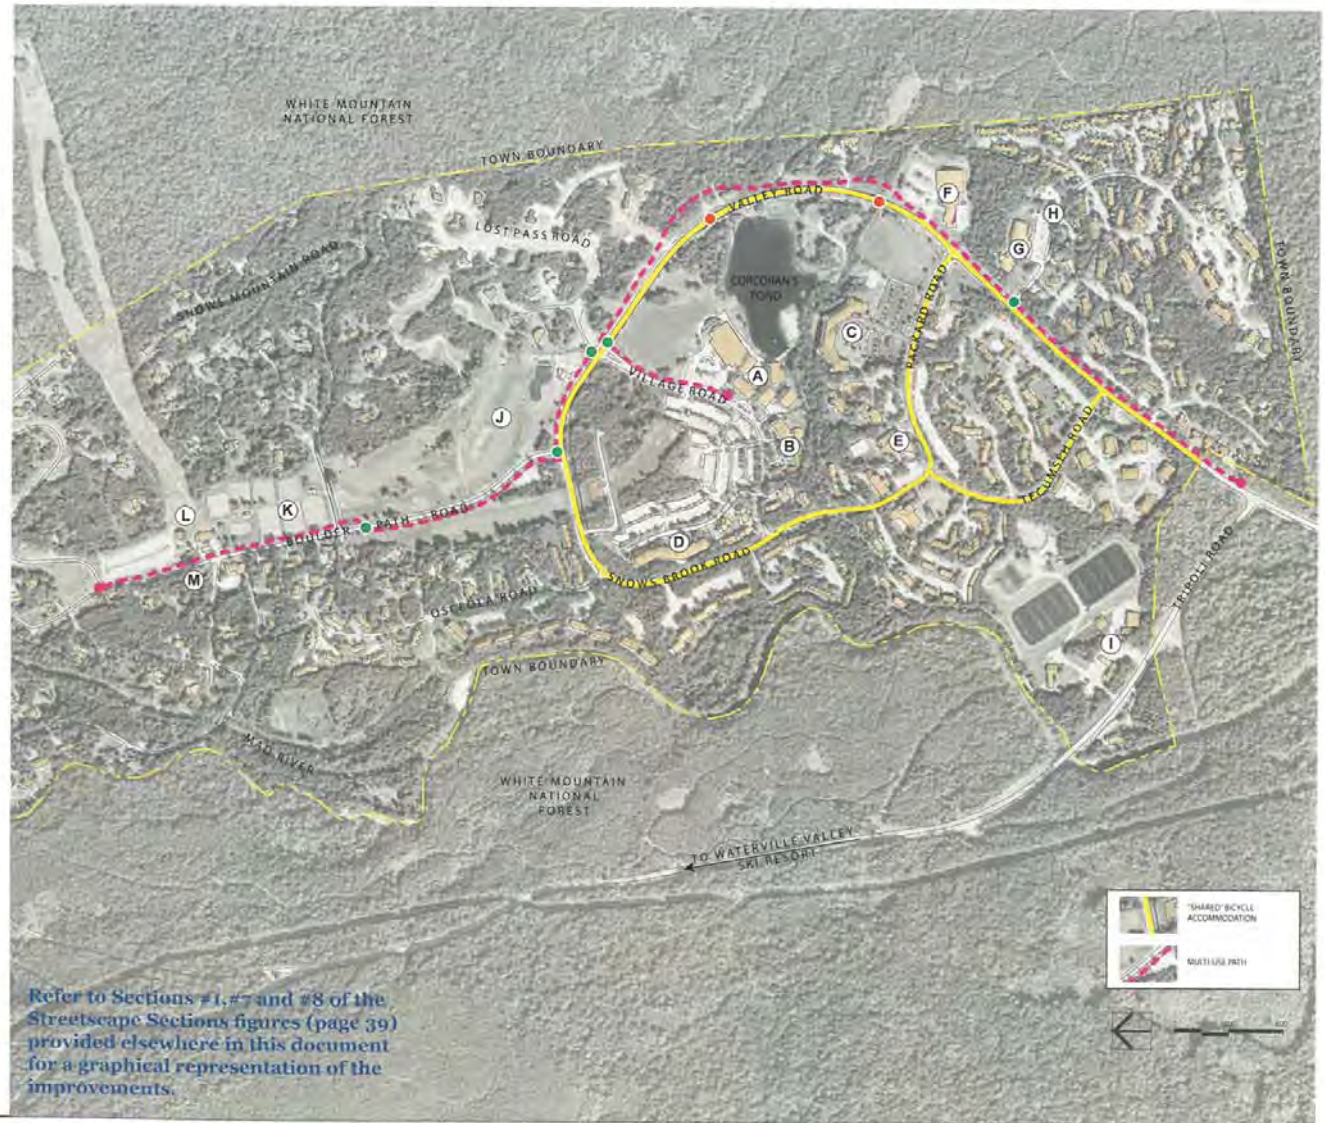 WHITE MOUNTAIN
NATIONAL FOREST
TOWN BOUNDARY
VALLEY ROAD
F
LOST PASS ROAD
H
G
SNOWS MOUNTAIN ROAD
TOWN BOUNDARY
CORCORAN'S
POND
C
PACKARD ROAD
A
VILLAGE ROAD
J
B
E
TECUMSEH ROAD
L
K
BOULDER PATH ROAD
D
M
SNOWS BROOK ROAD
OSCEOLA ROAD
TRIPOLI ROAD
I
TOWN BOUNDARY
MAD RIVER
WHITE MOUNTAIN
NATIONAL
FOREST
TO WATERVILLE VALLEY
SKI RESORT
"SHARED" BICYCLE
ACCOMMODATION
MULTI-USE PATH
Refer to Sections #1,#7 and #8 of the
Streetscape Sections figures (page 39)
provided elsewhere in this document
for a graphical representation of the
improvements.